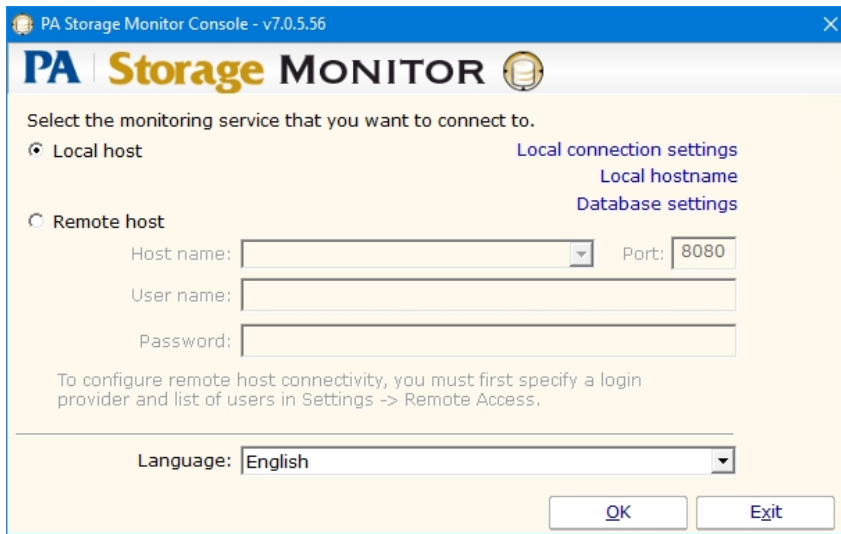 PA Storage Monitor Console - v7.0.5.56
PA Storage MONITOR
Select the monitoring service that you want to connect to.
Local host
Local connection settings
Local hostname
Database settings
Remote host
Host name:
Port: 8080
User name:
Password:
To configure remote host connectivity, you must first specify a login
provider and list of users in Settings -> Remote Access.
Language: English
OK
Exit